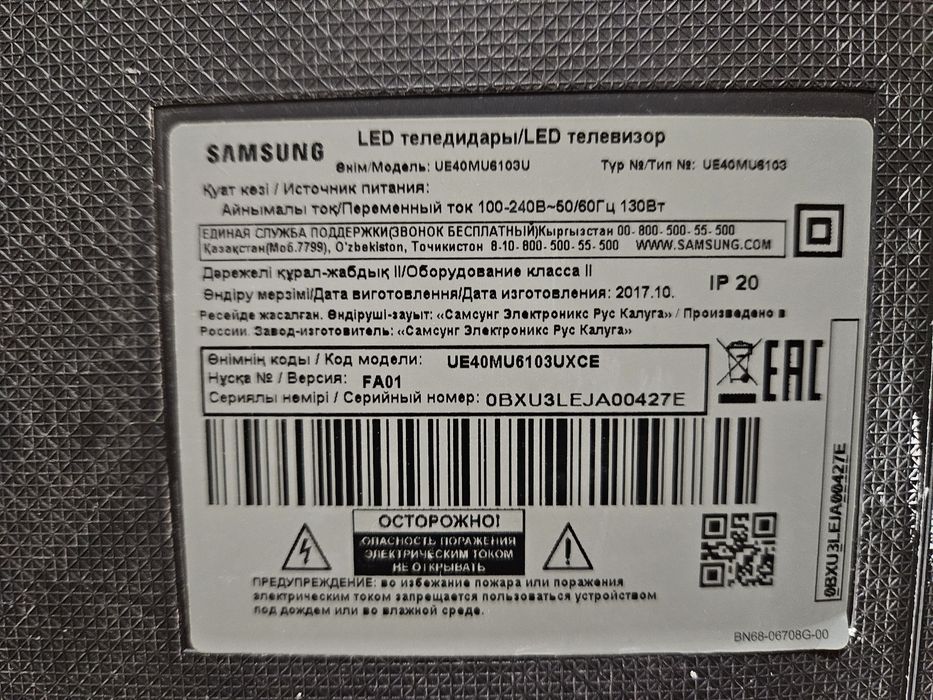 SAMSUNG
LED теледидары/LED телевизор
Өнім/Модель: UE40MU6103U Тур №/Тип №: UE40MU6103
Қуат көзі / Источник питания:
Айнымалы ток/Переменный ток 100-240В~50/60Гц 130Вт
ЕДИНАЯ СЛУЖБА ПОДДЕРЖКИ(ЗВОНОК БЕСПЛАТНЫЙ)Кыргызстан 00-800-500-55-500
Қазақстан(Моб.7799), O'zbekiston, Тоҷикистон 8-10-800-500-55-500 WWW.SAMSUNG.COM
Дәрежелі құрал-жабдық II/Оборудование класса II
IP 20
Өндіру мерзімі/Дата виготовлення/Дата изготовления: 2017.10.
Ресейде жасалған. Өндіруші-зауыт: «Самсунг Электроникс Рус Калуга» / Произведено в
России. Завод-изготовитель: «Самсунг Электроникс Рус Калуга»
Өнімнің коды / Код модели: UE40MU6103UXCE
Нұсқа № / Версия: FA01
Сериялы немірі / Серийный номер: 0BXU3LEJA00427E
EAC
0BXU3LEJA00427E
ОСТОРОЖНО!
ОПАСНОСТЬ ПОРАЖЕНИЯ
ЭЛЕКТРИЧЕСКИМ ТОКОМ
НЕ ОТКРЫВАТЬ
ПРЕДУПРЕЖДЕНИЕ: во избежание пожара или поражения
электрическим током запрещается пользоваться устройством
под дождем или во влажной среде.
BN68-06708G-00